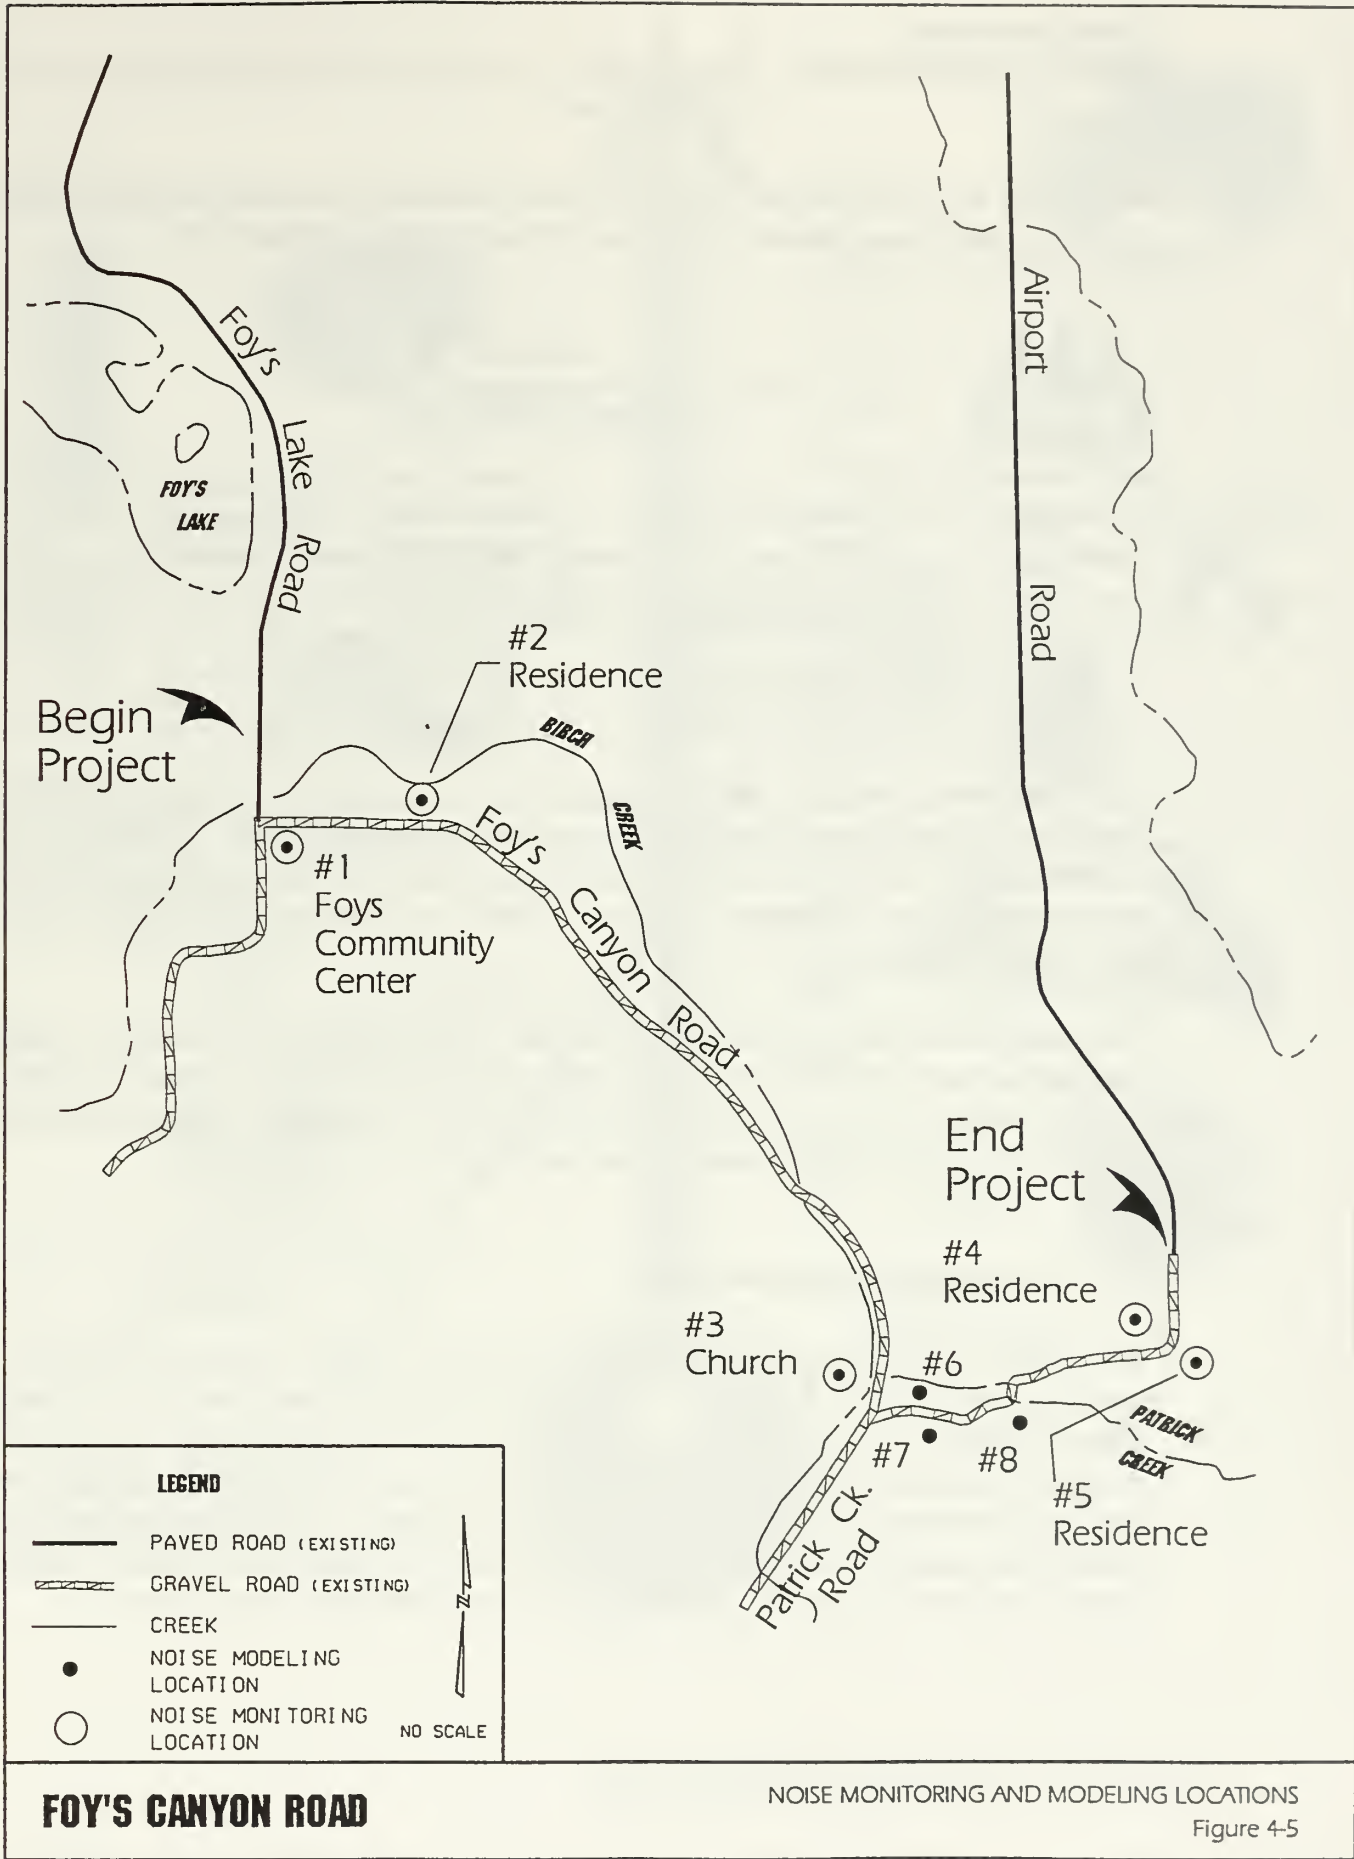 Foy's
Lake
Road
FOY'S
LAKE
Airport
Road
#2
Residence
Begin
Project
BIRCH
CREEK
Foy's
Canyon
Road
#1
Foys
Community
Center
End
Project
#4
Residence
#3
Church
#6
#7
#8
PATRICK
CREEK
#5
Residence
Patrick Ck.
Road
LEGEND
PAVED ROAD (EXISTING)
GRAVEL ROAD (EXISTING)
CREEK
NOISE MODELING
LOCATION
NOISE MONITORING
LOCATION
N
NO SCALE
FOY'S CANYON ROAD
NOISE MONITORING AND MODELING LOCATIONS
Figure 4-5